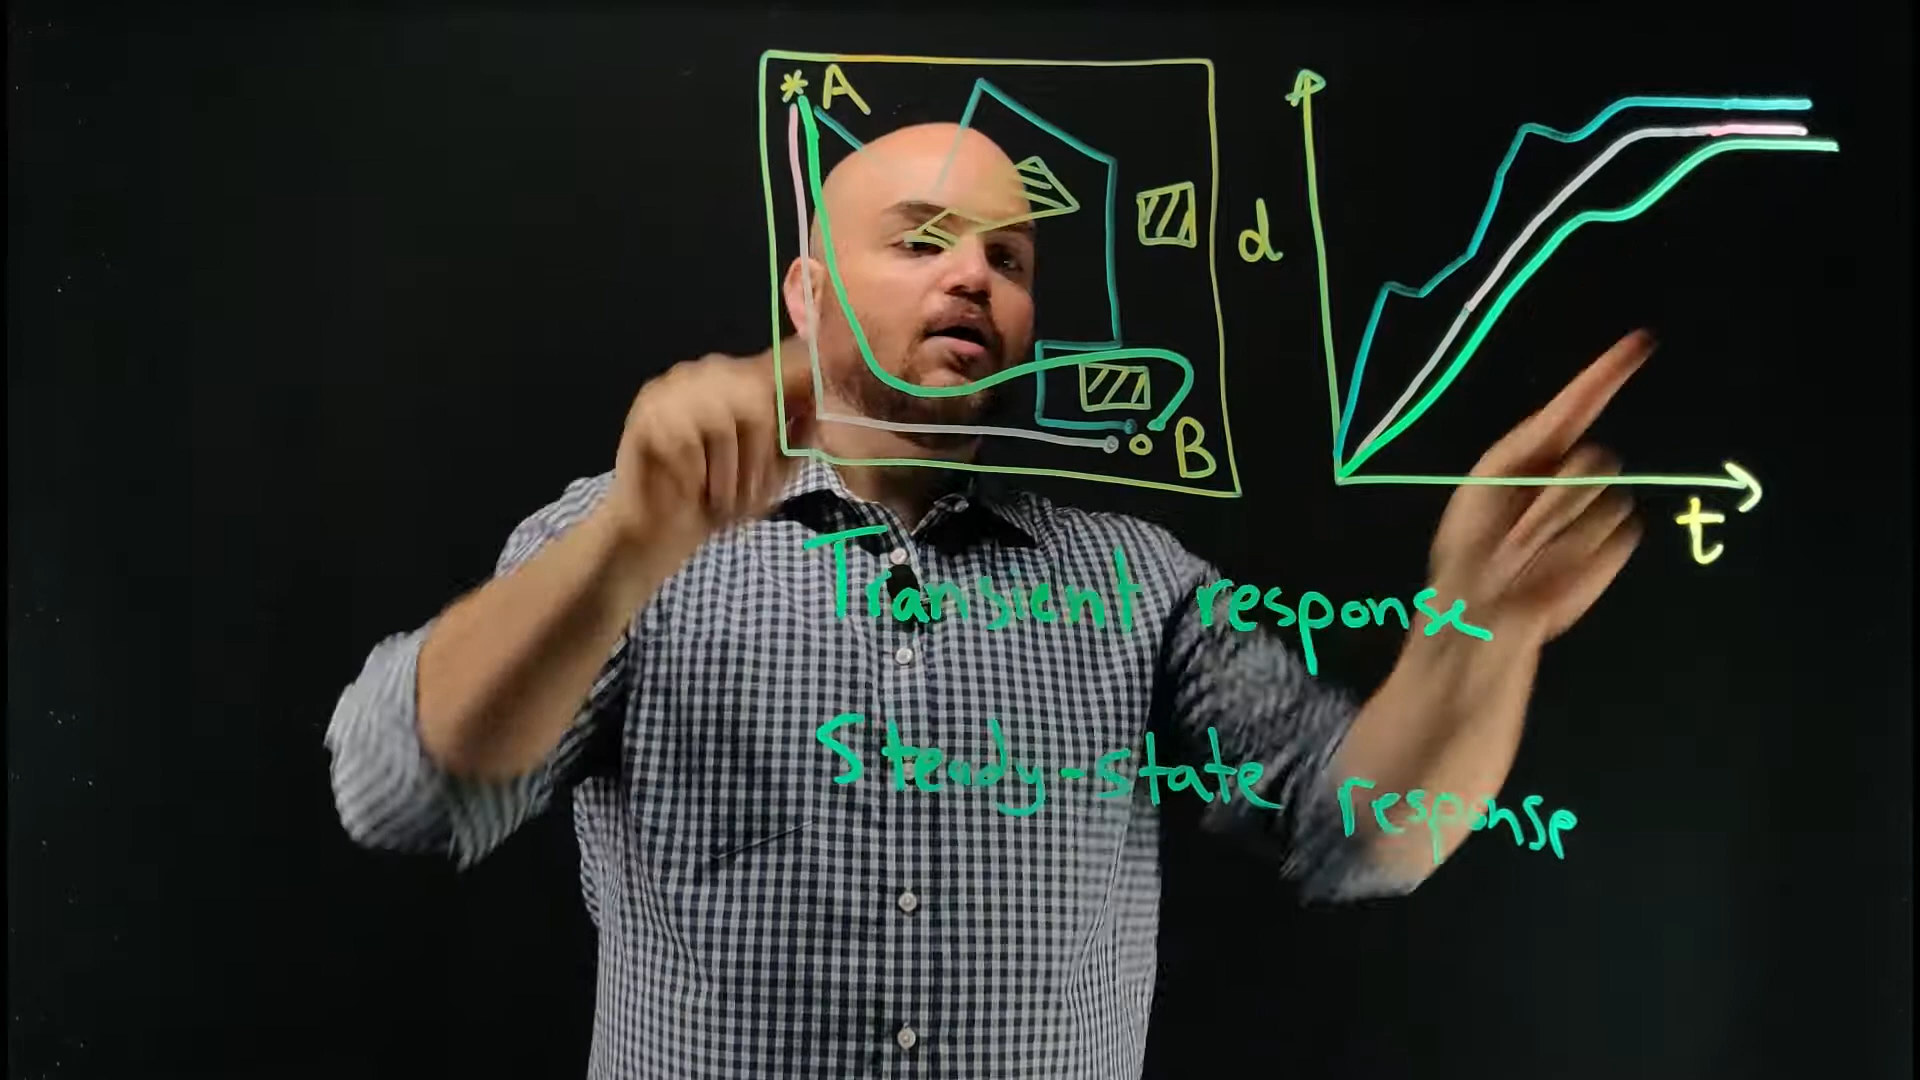 * A
B
d
t
Transient response
Steady-state response